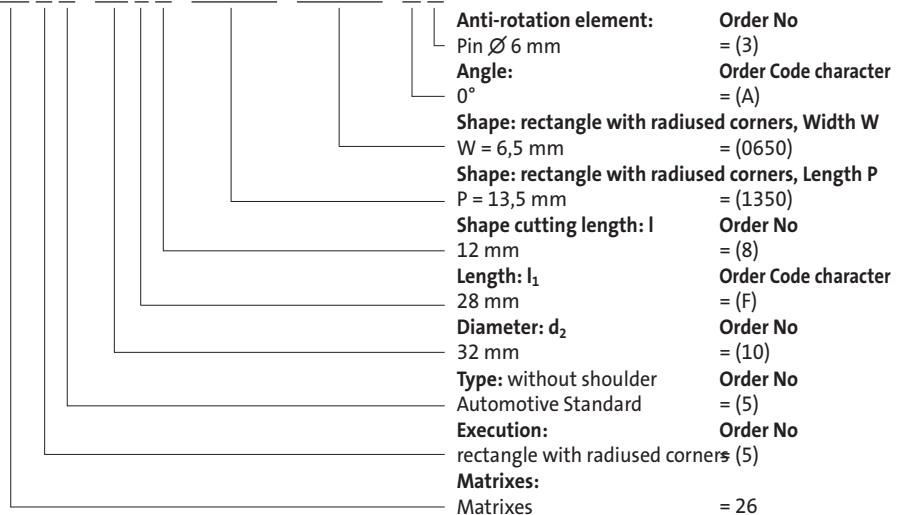 Anti-rotation element: Order No
Pin Ø 6 mm = (3)
Angle: Order Code character
0° = (A)
Shape: rectangle with radiused corners, Width W
W = 6,5 mm = (0650)
Shape: rectangle with radiused corners, Length P
P = 13,5 mm = (1350)
Shape cutting length: l Order No
12 mm = (8)
Length: l₁ Order Code character
28 mm = (F)
Diameter: d₂ Order No
32 mm = (10)
Type: without shoulder Order No
Automotive Standard = (5)
Execution: Order No
rectangle with radiused corners = (5)
Matrixes:
Matrixes = 26